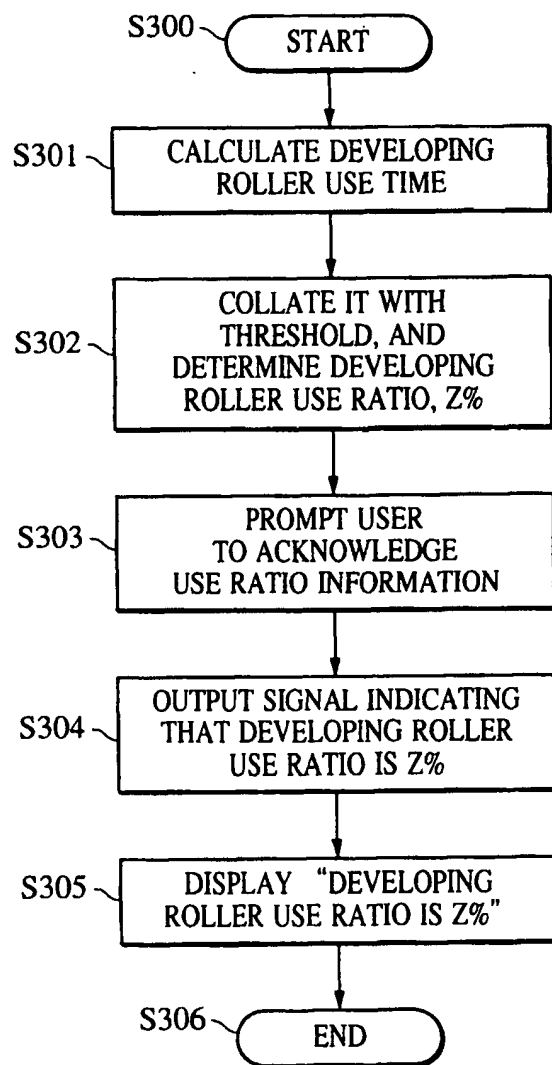 S300
START
S301
CALCULATE DEVELOPING
ROLLER USE TIME
S302
COLLATE IT WITH
THRESHOLD, AND
DETERMINE DEVELOPING
ROLLER USE RATIO, Z%
S303
PROMPT USER
TO ACKNOWLEDGE
USE RATIO INFORMATION
S304
OUTPUT SIGNAL INDICATING
THAT DEVELOPING ROLLER
USE RATIO IS Z%
S305
DISPLAY “DEVELOPING
ROLLER USE RATIO IS Z%”
S306
END